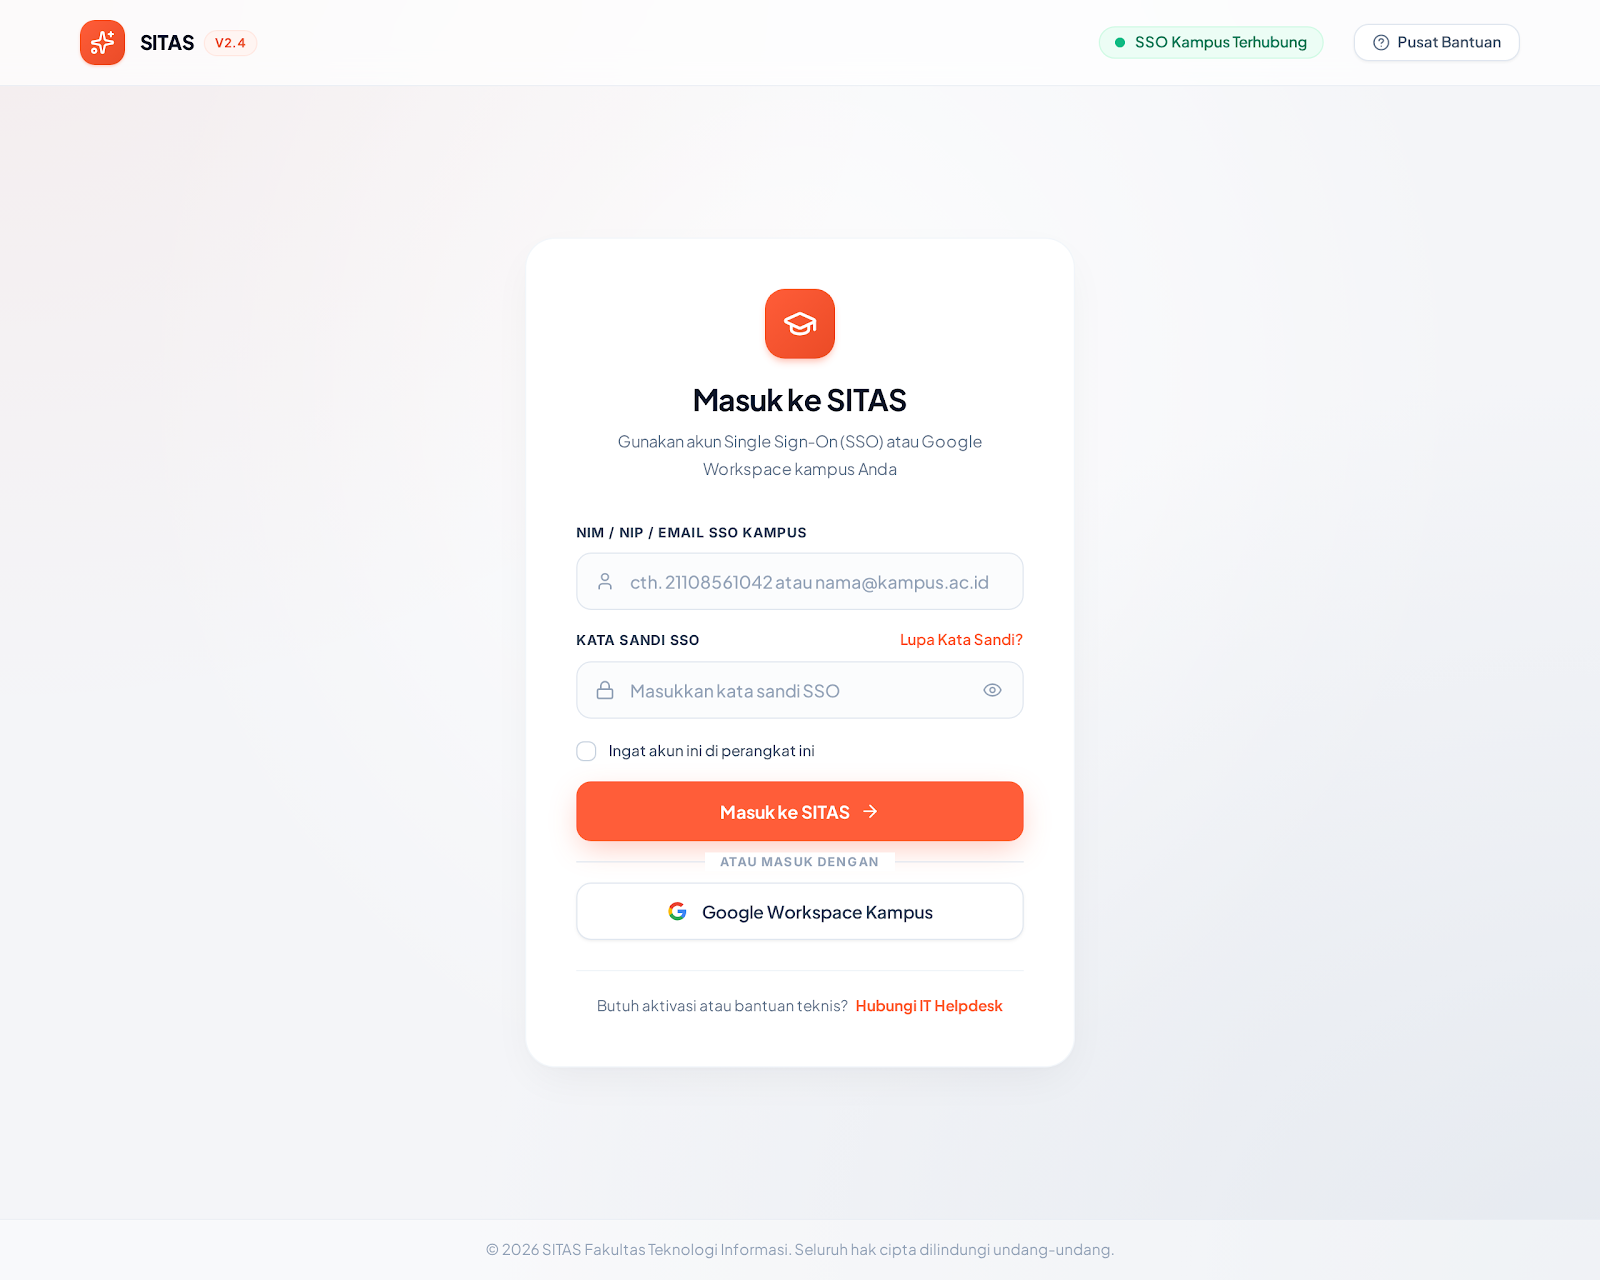 SITAS V2.4
SSO Kampus Terhubung
Pusat Bantuan
Masuk ke SITAS
Gunakan akun Single Sign-On (SSO) atau Google
Workspace kampus Anda
NIM / NIP / EMAIL SSO KAMPUS
cth. 21108561042 atau nama@kampus.ac.id
KATA SANDI SSO
Lupa Kata Sandi?
Masukkan kata sandi SSO
Ingat akun ini di perangkat ini
Masuk ke SITAS →
ATAU MASUK DENGAN
Google Workspace Kampus
Butuh aktivasi atau bantuan teknis? Hubungi IT Helpdesk
© 2026 SITAS Fakultas Teknologi Informasi. Seluruh hak cipta dilindungi undang-undang.